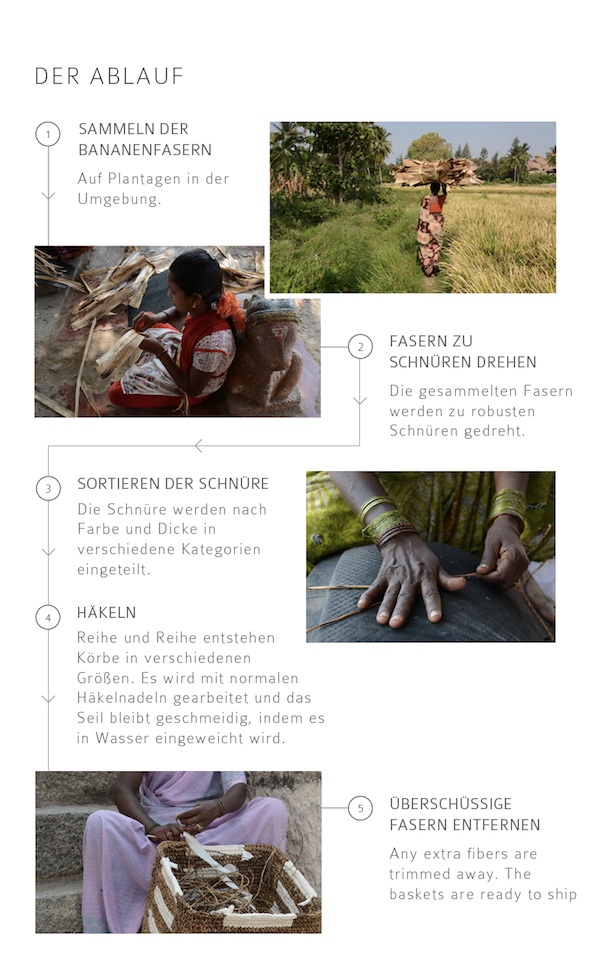 DER ABLAUF
1
SAMMELN DER
BANANENFASERN
Auf Plantagen in der
Umgebung.
2
FASERN ZU
SCHNÜREN DREHEN
Die gesammelten Fasern
werden zu robusten
Schnüren gedreht.
3
SORTIEREN DER SCHNÜRE
Die Schnüre werden nach
Farbe und Dicke in
verschiedene Kategorien
eingeteilt.
4
HÄKELN
Reihe und Reihe entstehen
Körbe in verschiedenen
Größen. Es wird mit normalen
Häkelnadeln gearbeitet und das
Seil bleibt geschmeidig, indem es
in Wasser eingeweicht wird.
5
ÜBERSCHÜSSIGE
FASERN ENTFERNEN
Any extra fibers are
trimmed away. The
baskets are ready to ship